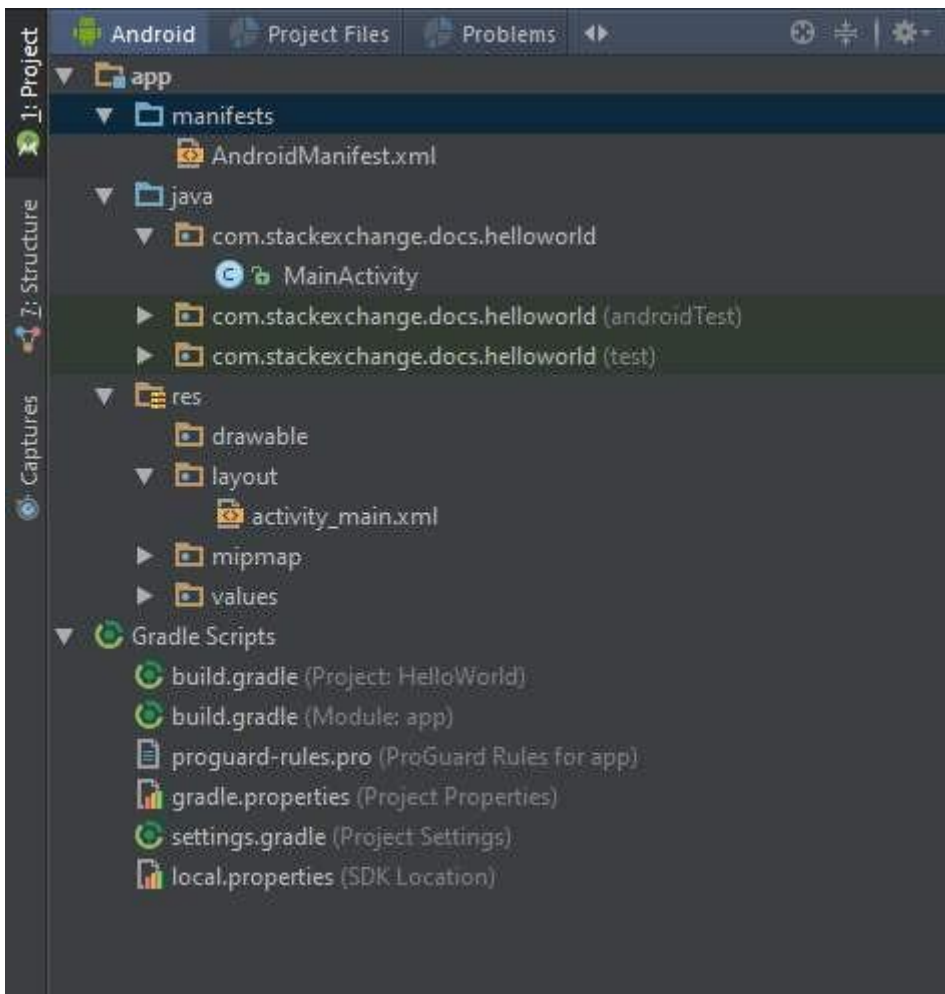 1: Project
7: Structure
Captures
Android Project Files Problems
app
manifests
AndroidManifest.xml
java
com.stackexchange.docs.helloworld
C MainActivity
com.stackexchange.docs.helloworld (androidTest)
com.stackexchange.docs.helloworld (test)
res
drawable
layout
activity_main.xml
mipmap
values
Gradle Scripts
build.gradle (Project: HelloWorld)
build.gradle (Module: app)
proguard-rules.pro (ProGuard Rules for app)
gradle.properties (Project Properties)
settings.gradle (Project Settings)
local.properties (SDK Location)